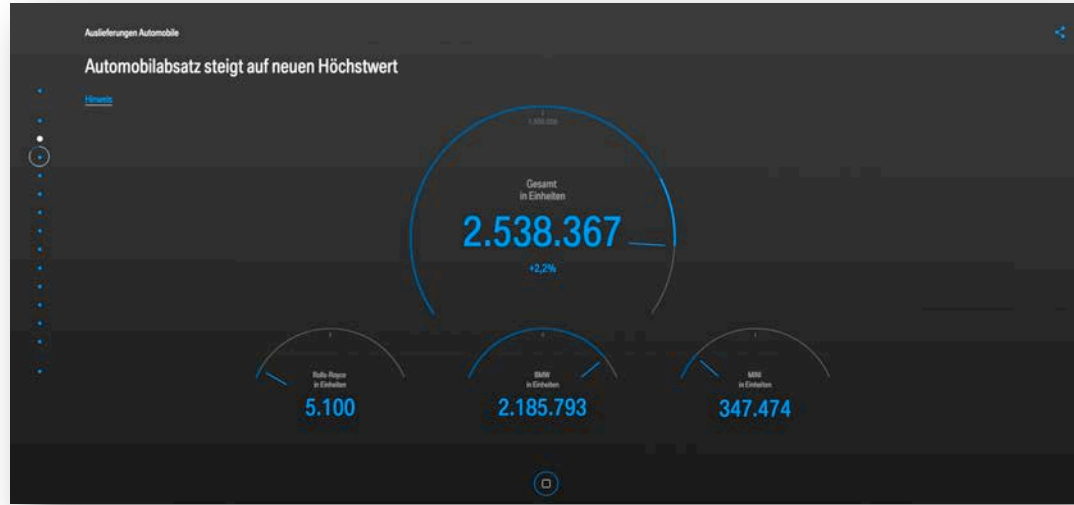 Auslieferungen Automobile
Automobilabsatz steigt auf neuen Höchstwert
Hinweis
Gesamt
in Einheiten
2.538.367
+2,2%
Rolls-Royce
in Einheiten
5.100
BMW
in Einheiten
2.185.793
MINI
in Einheiten
347.474